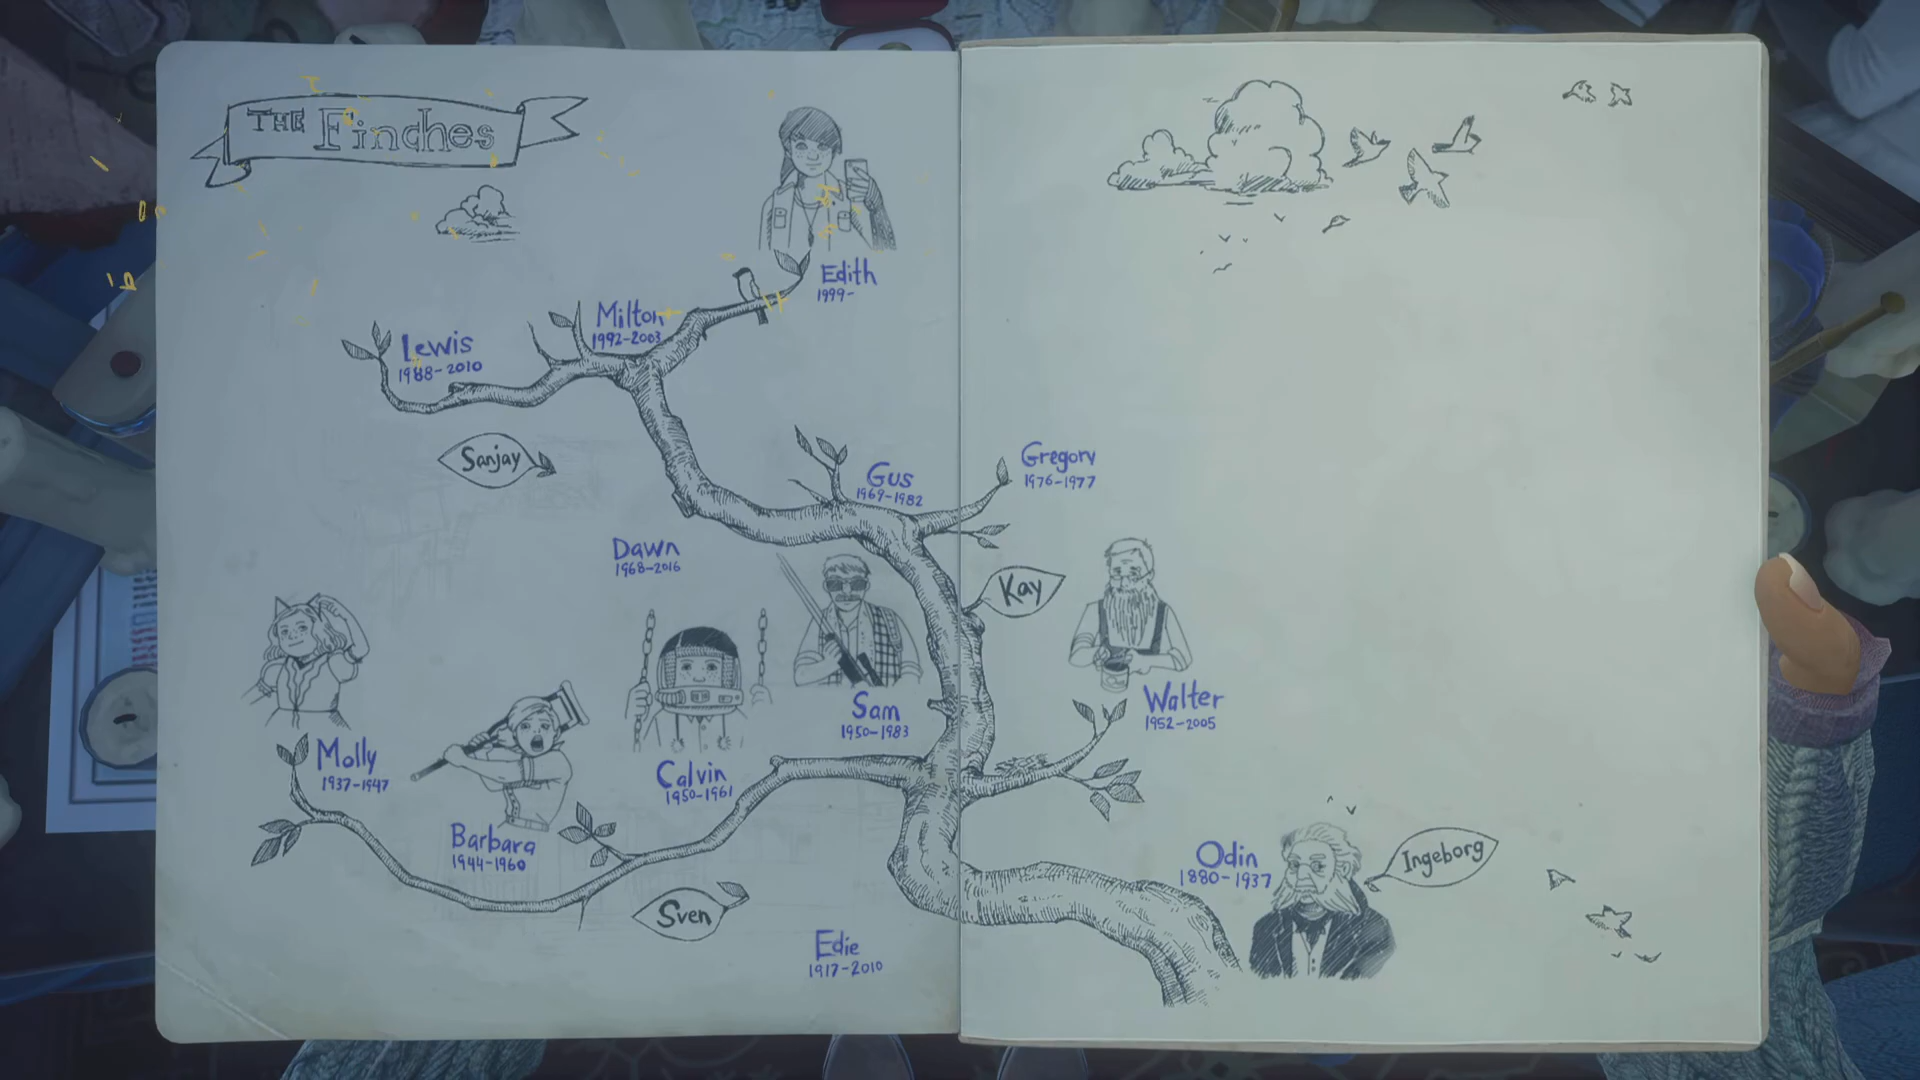 THE Finches
Edith
1999-
Milton
1992-2003
Lewis
1988-2010
Sanjay
Gus
1969-1982
Gregory
1976-1977
Dawn
1968-2016
Kay
Sam
1950-1983
Walter
1952-2005
Molly
1937-1947
Calvin
1950-1961
Barbara
1944-1960
Odin
1880-1937
Ingeborg
Sven
Edie
1917-2010